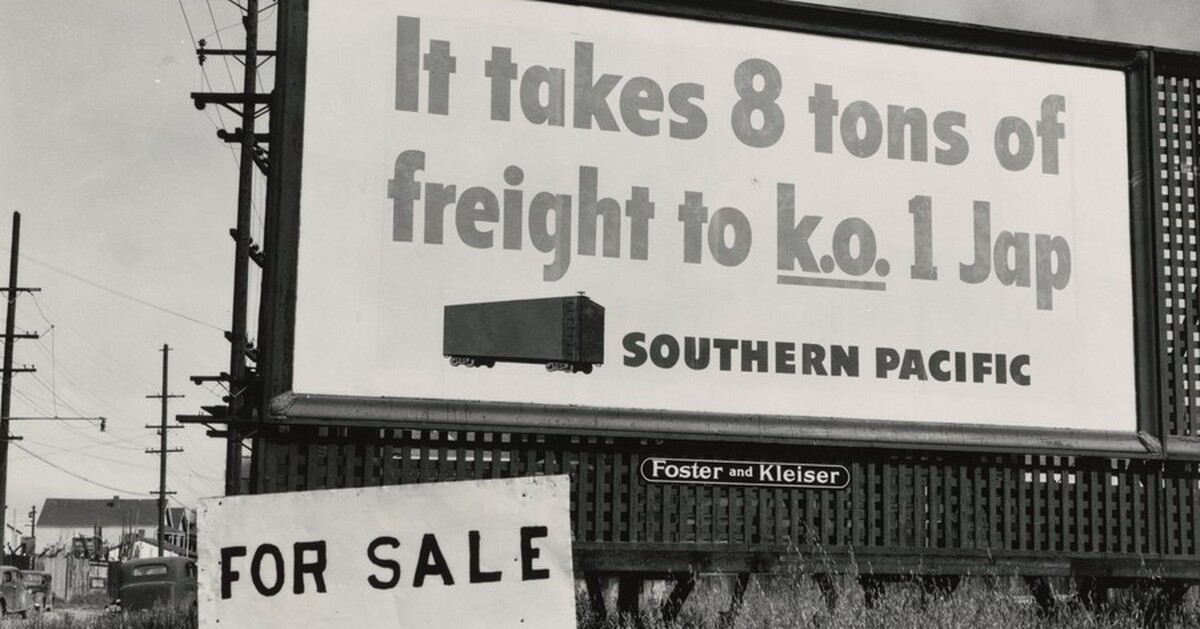 It takes 8 tons of
freight to k.o. 1 Jap
SOUTHERN PACIFIC
Foster and Kleiser
FOR SALE